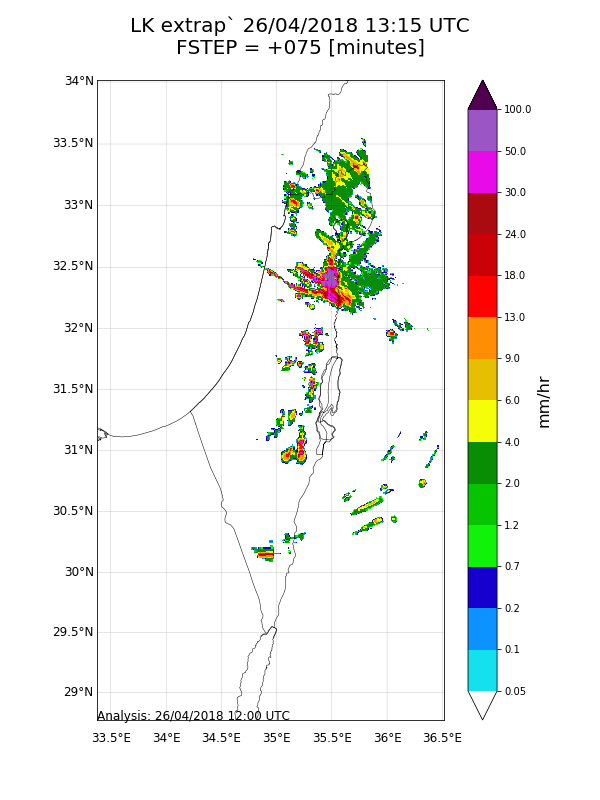 LK extrap` 26/04/2018 13:15 UTC
FSTEP = +075 [minutes]
34°N
33.5°N
33°N
32.5°N
32°N
31.5°N
31°N
30.5°N
30°N
29.5°N
29°N
Analysis: 26/04/2018 12:00 UTC
33.5°E 34°E 34.5°E 35°E 35.5°E 36°E 36.5°E
100.0
50.0
30.0
24.0
18.0
13.0
9.0
6.0
4.0
2.0
1.2
0.7
0.2
0.1
0.05
mm/hr